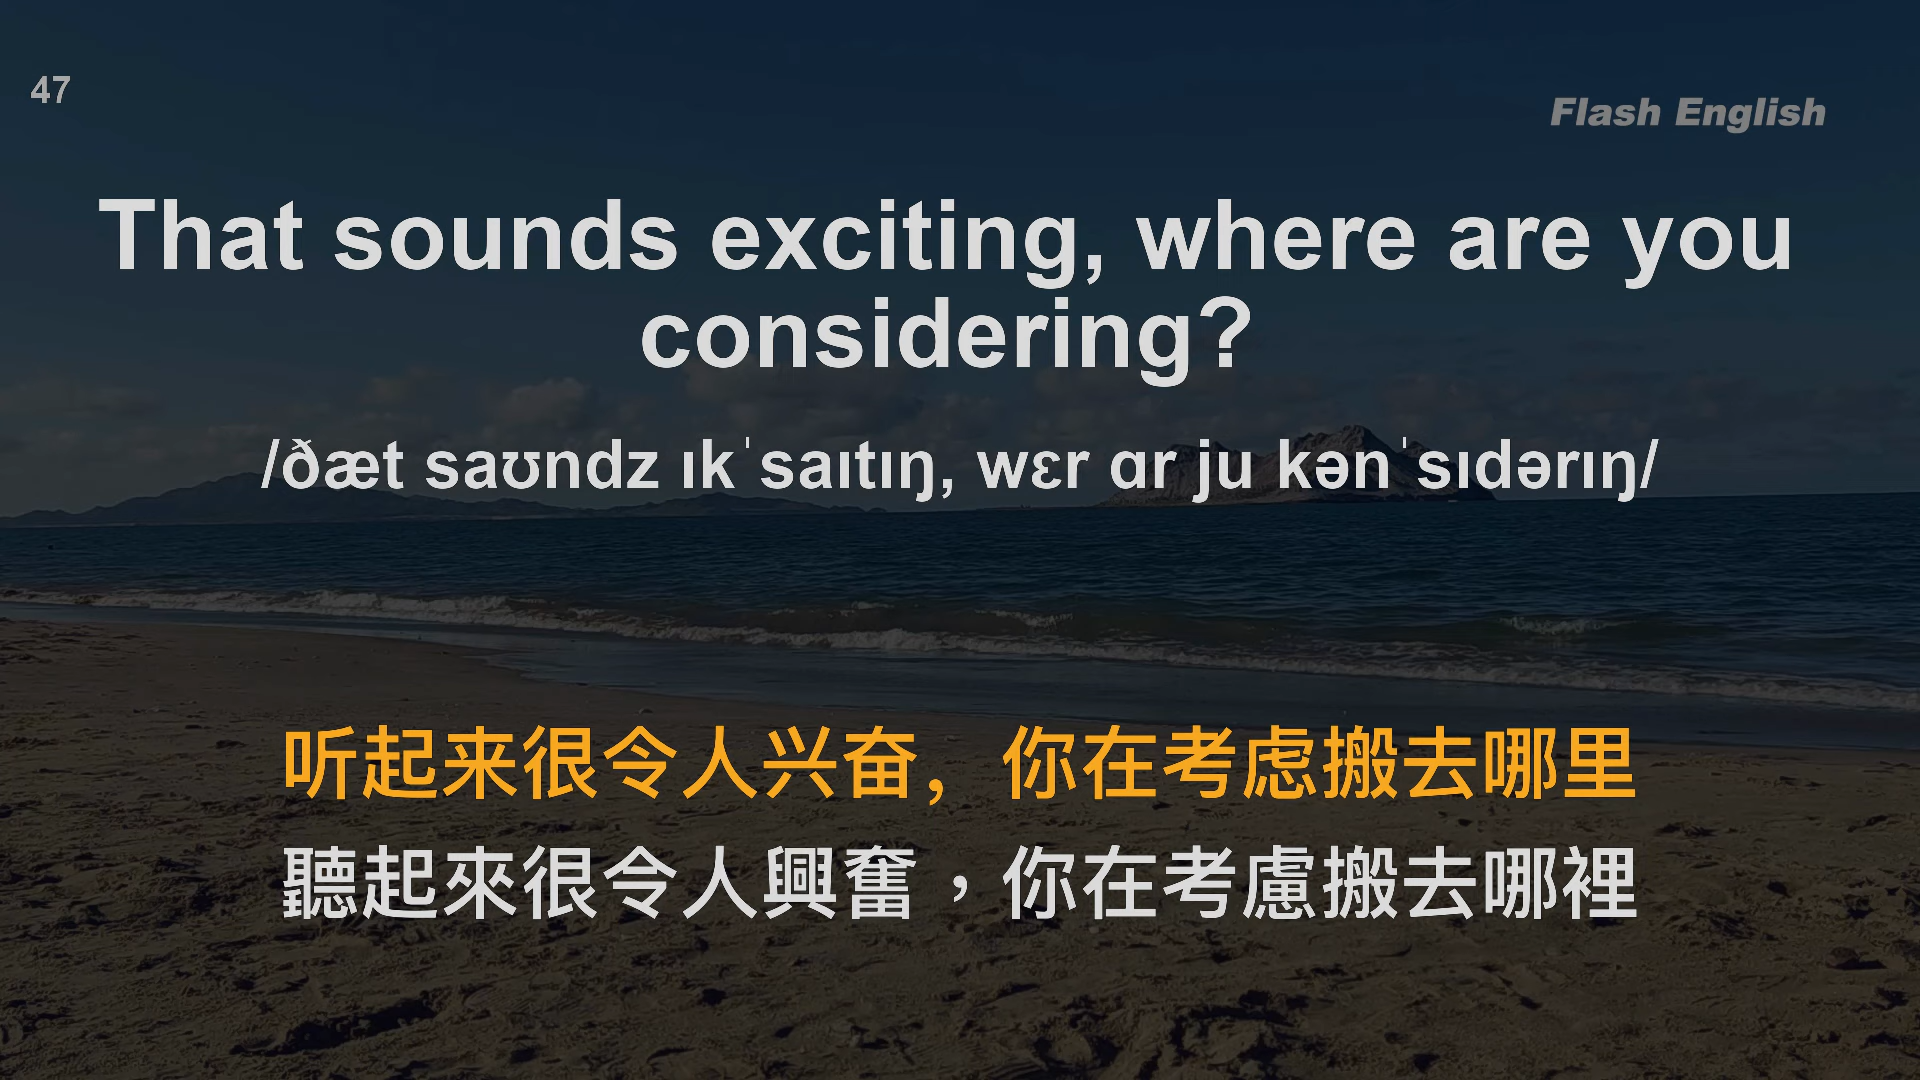 47
Flash English
That sounds exciting, where are you
considering?
/ðæt saʊndz ɪkˈsaɪtɪŋ, wɛr ɑr ju kənˈsɪdərɪŋ/
听起来很令人兴奋，你在考虑搬去哪里
聽起來很令人興奮，你在考慮搬去哪裡